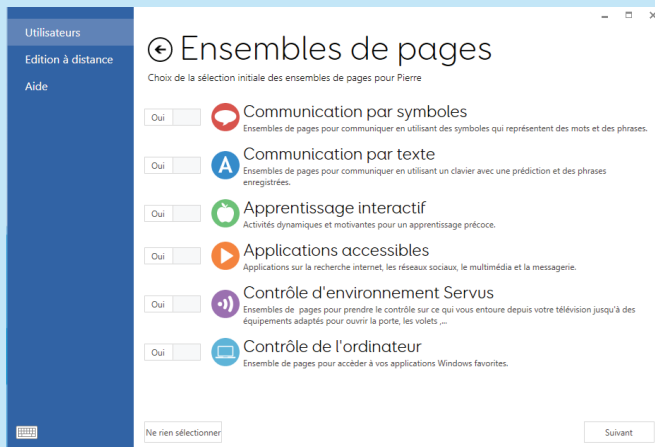 Utilisateurs
Edition à distance
Aide
Ensembles de pages
Choix de la sélection initiale des ensembles de pages pour Pierre
Oui
Communication par symboles
Ensembles de pages pour communiquer en utilisant des symboles qui représentent des mots et des phrases.
Oui
A
Communication par texte
Ensembles de pages pour communiquer en utilisant un clavier avec une prédiction et des phrases
enregistrées.
Oui
Apprentissage interactif
Activités dynamiques et motivantes pour un apprentissage précoce.
Oui
Applications accessibles
Applications sur la recherche internet, les réseaux sociaux, le multimédia et la messagerie.
Oui
Contrôle d'environnement Servus
Ensembles de pages pour prendre le contrôle sur ce qui vous entoure depuis votre télévision jusqu'à des
équipements adaptés pour ouvrir la porte, les volets ,...
Oui
Contrôle de l'ordinateur
Ensemble de pages pour accèder à vos applications Windows favorites.
Ne rien sélectionner
Suivant